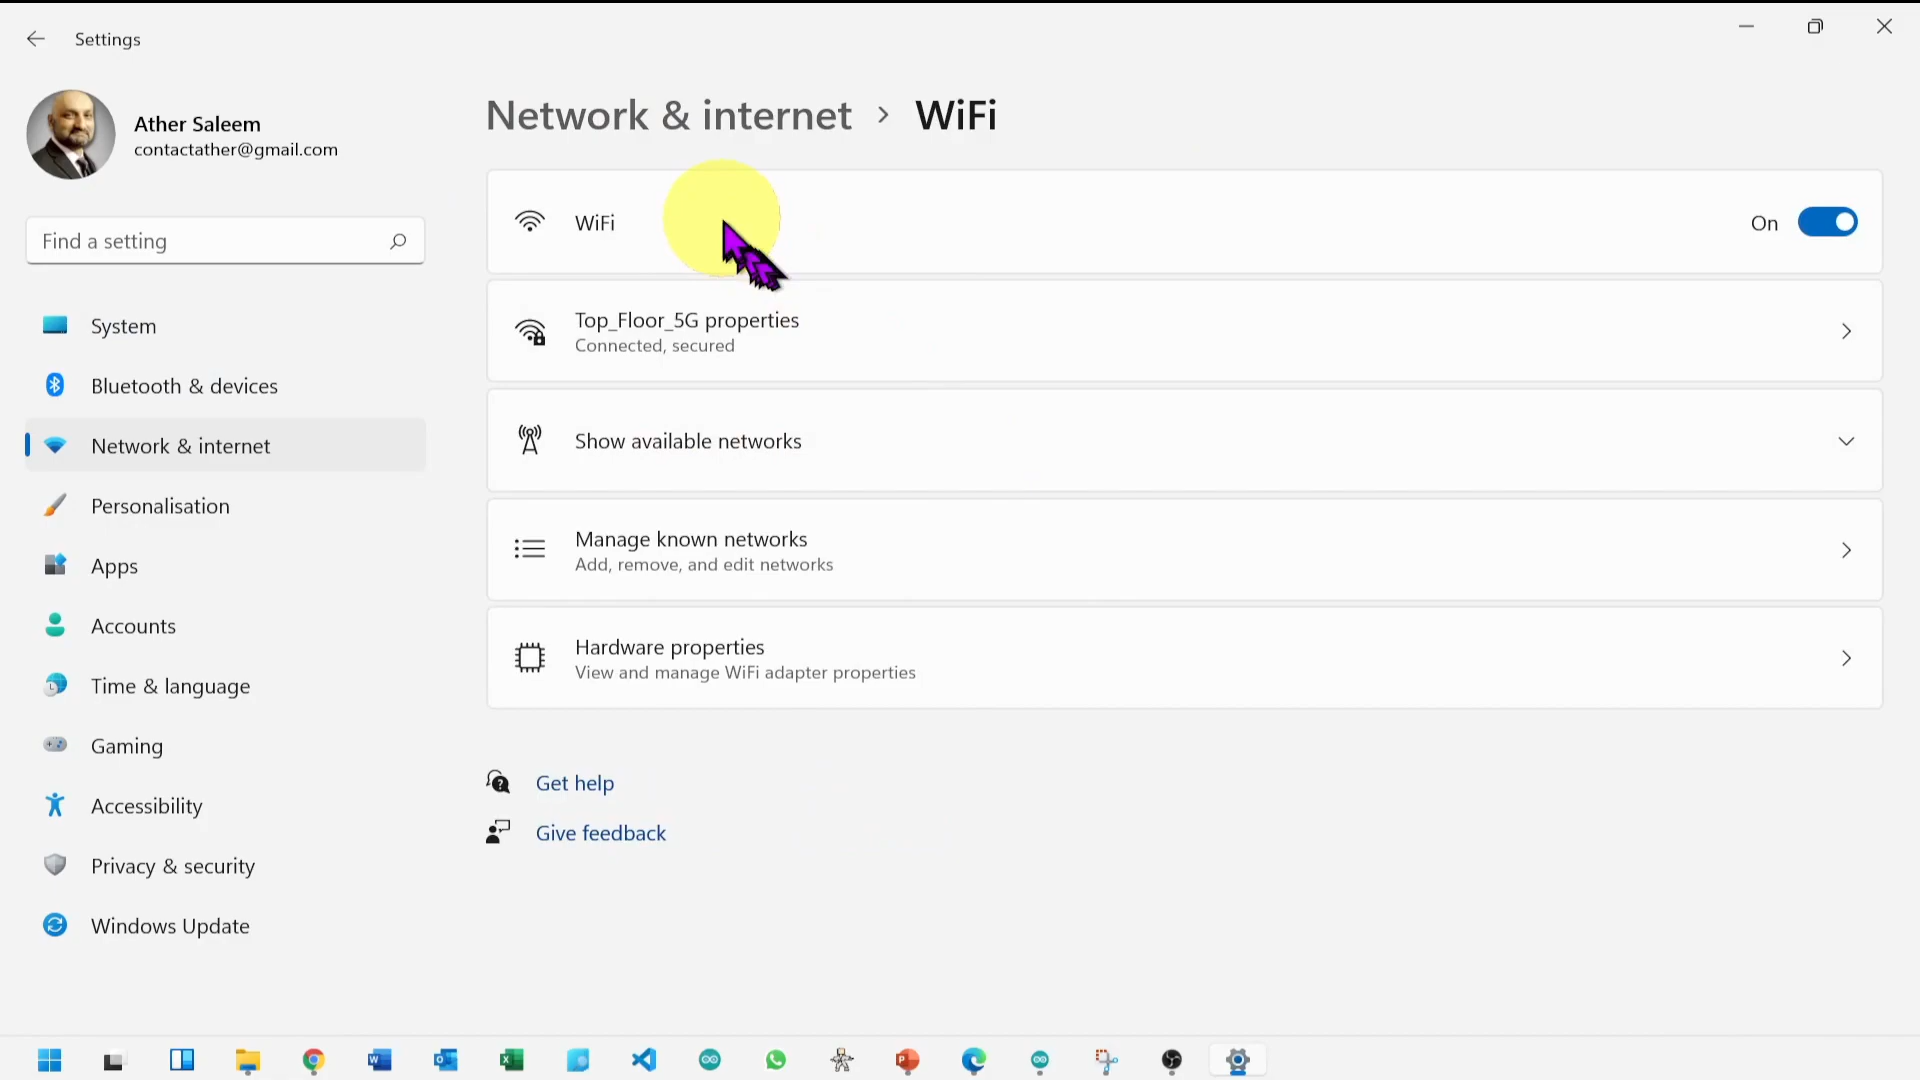 Settings
Ather Saleem
contactather@gmail.com
Find a setting
System
Bluetooth & devices
Network & internet
Personalisation
Apps
Accounts
Time & language
Gaming
Accessibility
Privacy & security
Windows Update
Network & internet > WiFi
WiFi
On
Top_Floor_5G properties
Connected, secured
Show available networks
Manage known networks
Add, remove, and edit networks
Hardware properties
View and manage WiFi adapter properties
Get help
Give feedback